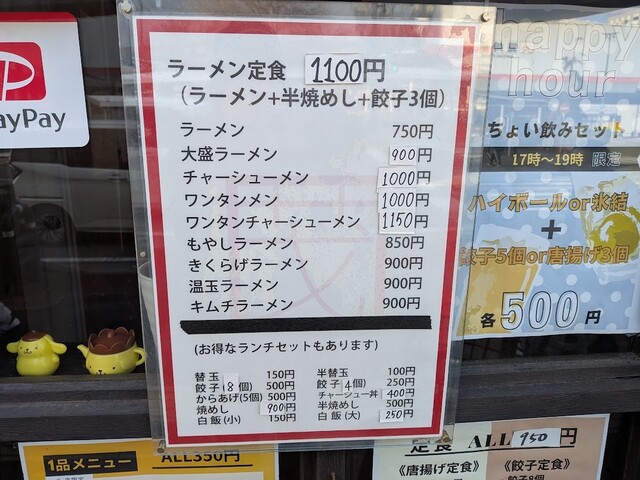 PayPay
ラーメン定食 1100円
(ラーメン+半焼めし+餃子3個)
ラーメン 750円
大盛ラーメン 900円
チャーシューメン 1000円
ワンタンメン 1000円
ワンタンチャーシューメン 1150円
もやしラーメン 850円
きくらげラーメン 900円
温玉ラーメン 900円
キムチラーメン 900円
(お得なランチセットもあります)
替玉 150円 半替玉 100円
餃子(8個) 500円 餃子(4個) 250円
からあげ(5個) 500円 チャーシュー丼 400円
焼めし 900円 半焼めし 500円
白飯(小) 150円 白飯(大) 250円
happy
hour
ちょい飲みセット
17時~19時 限定
ハイボールor氷結
+
餃子5個or唐揚げ3個
各500円
1品メニュー ALL350円
定食 ALL950円
《唐揚げ定食》 《餃子定食》
餃子8個